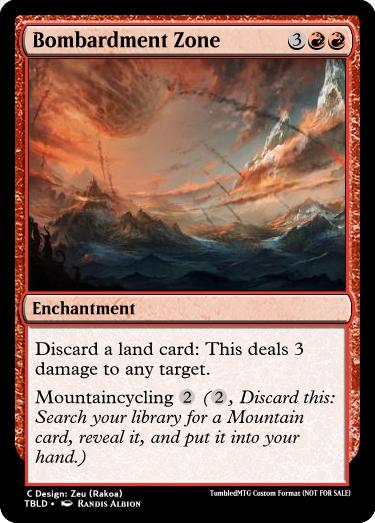 Bombardment Zone 3
Enchantment
Discard a land card: This deals 3
damage to any target.
Mountaincycling 2 (2, Discard this:
Search your library for a Mountain
card, reveal it, and put it into your
hand.)
C Design: Zeu (Rakoa)
TumbledMTG Custom Format (NOT FOR SALE)
TBLD • Randis Albion